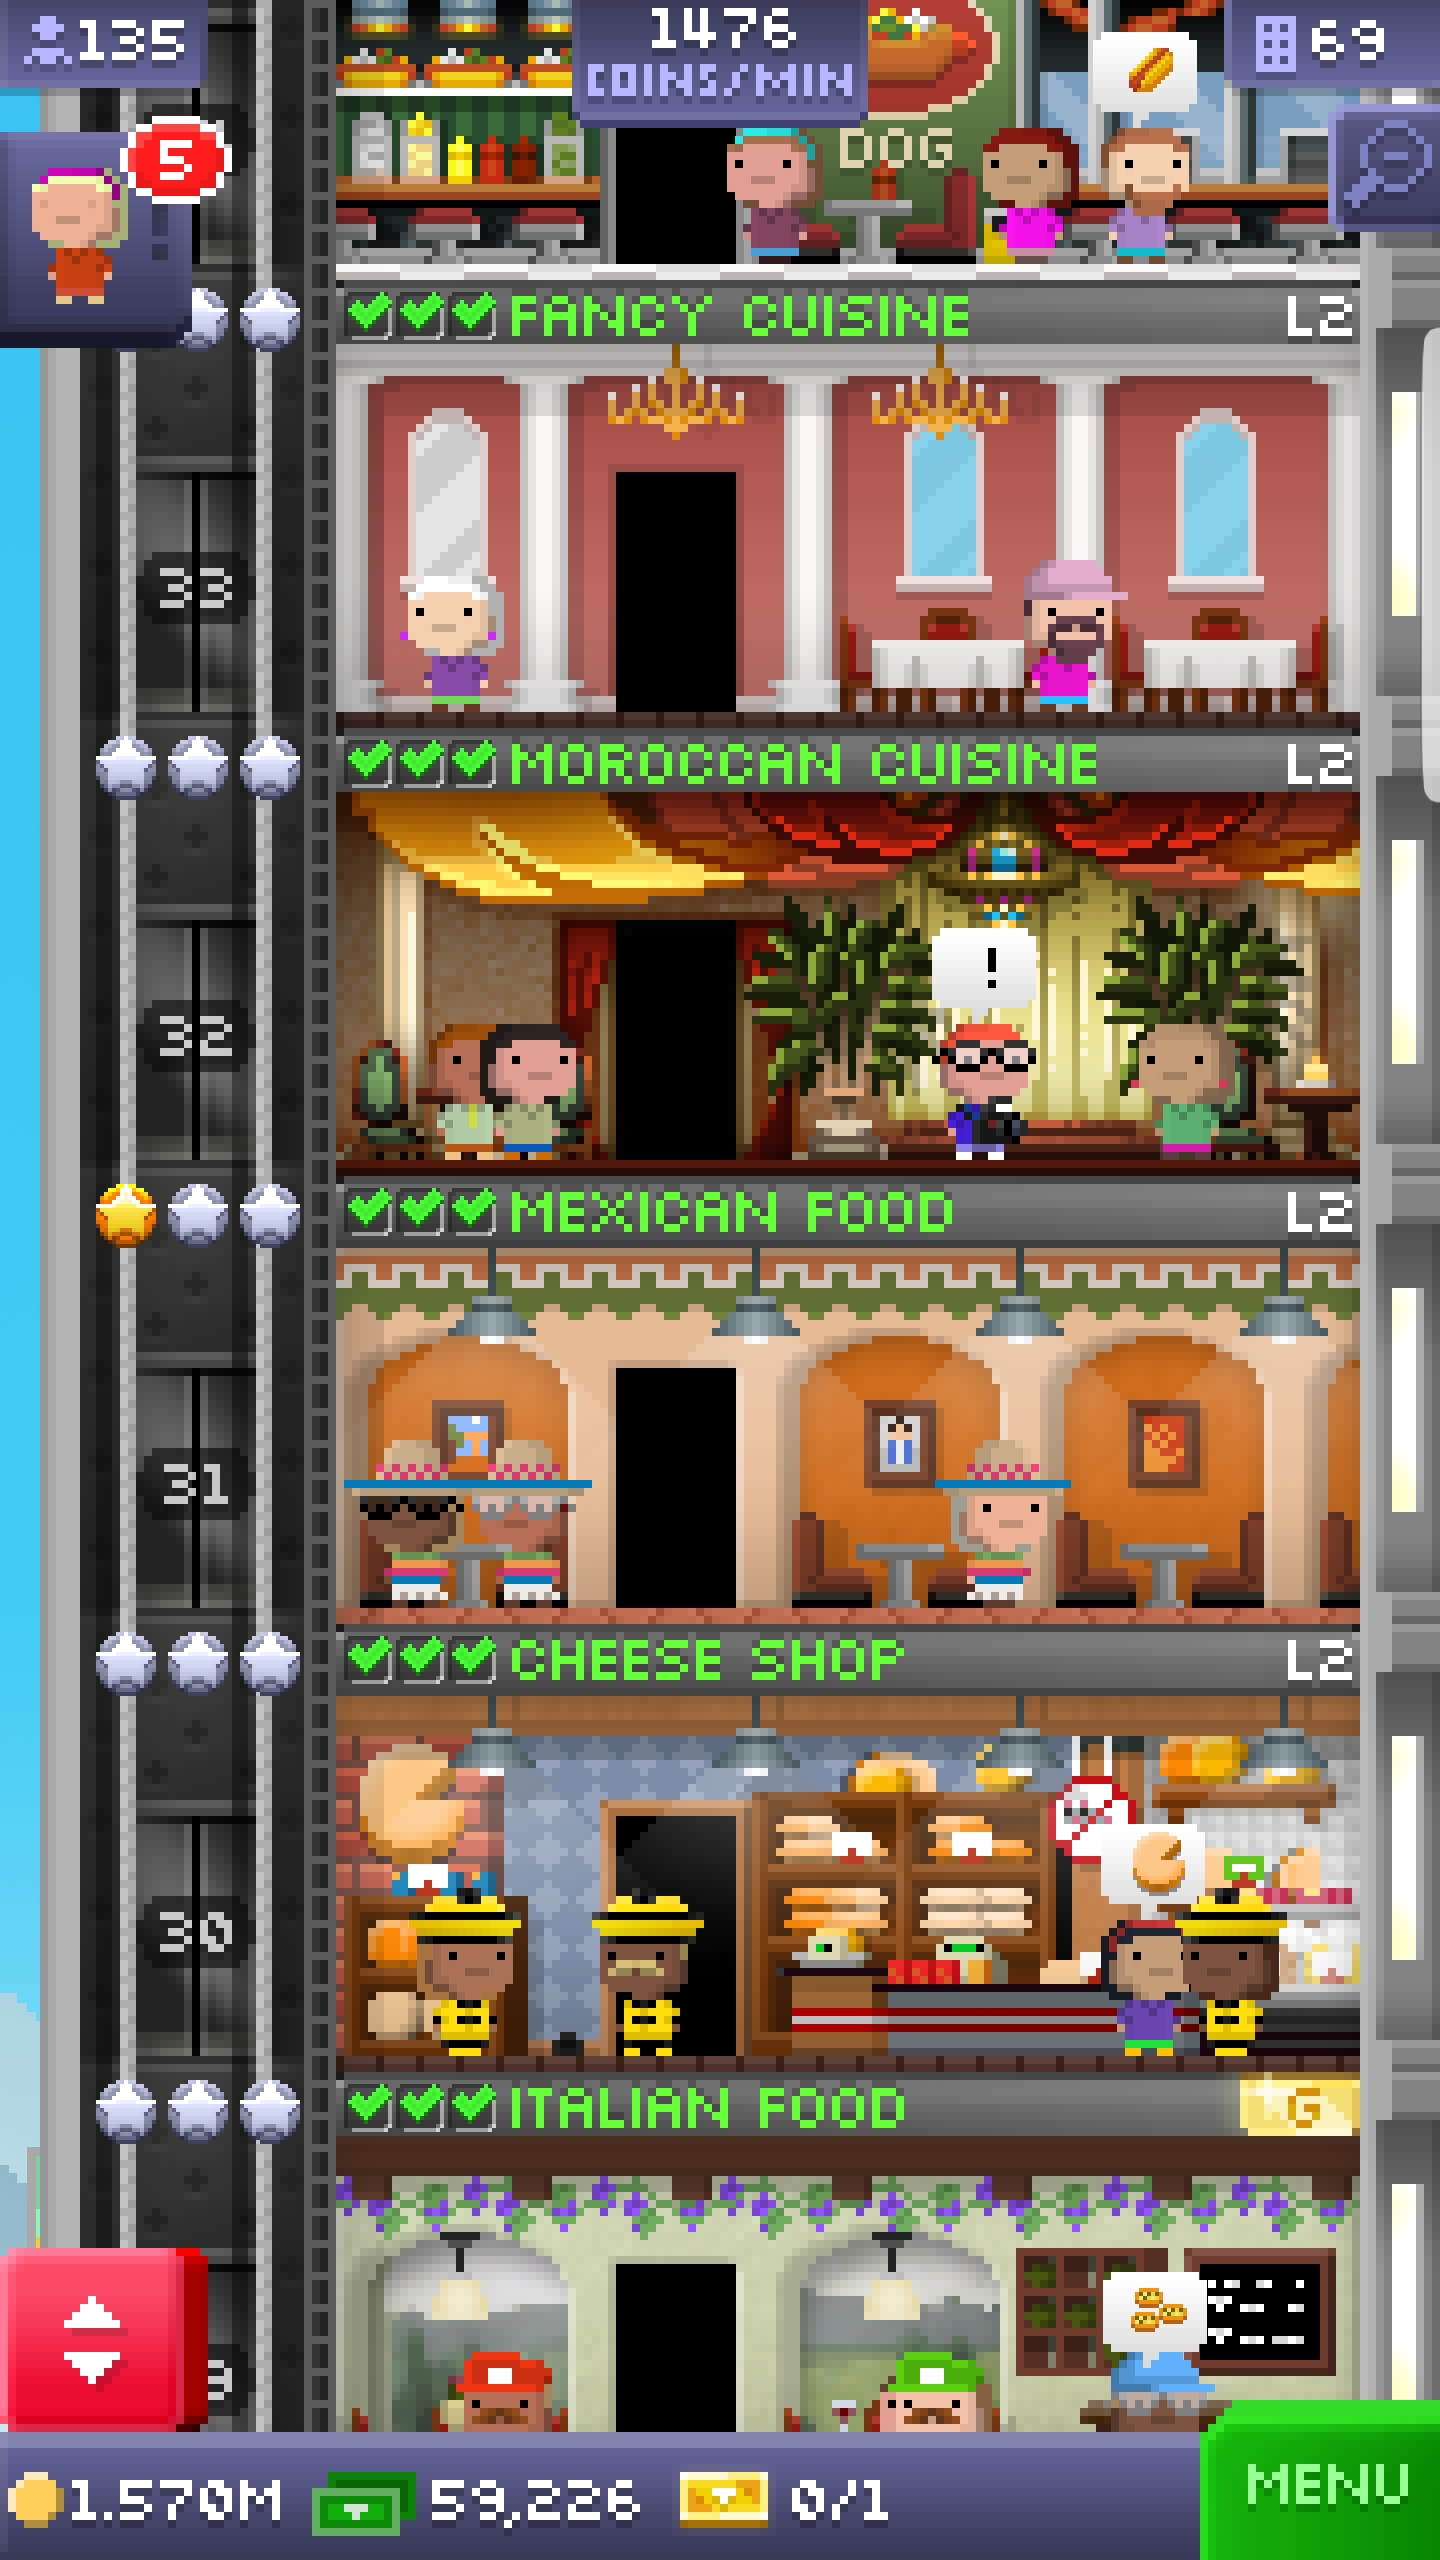 135
1476
COINS/MIN
69
5
DOG
FANCY CUISINE L2
33
MOROCCAN CUISINE L2
!
32
MEXICAN FOOD L2
31
CHEESE SHOP L2
30
ITALIAN FOOD G
1.570M 59,226 0/1
MENU